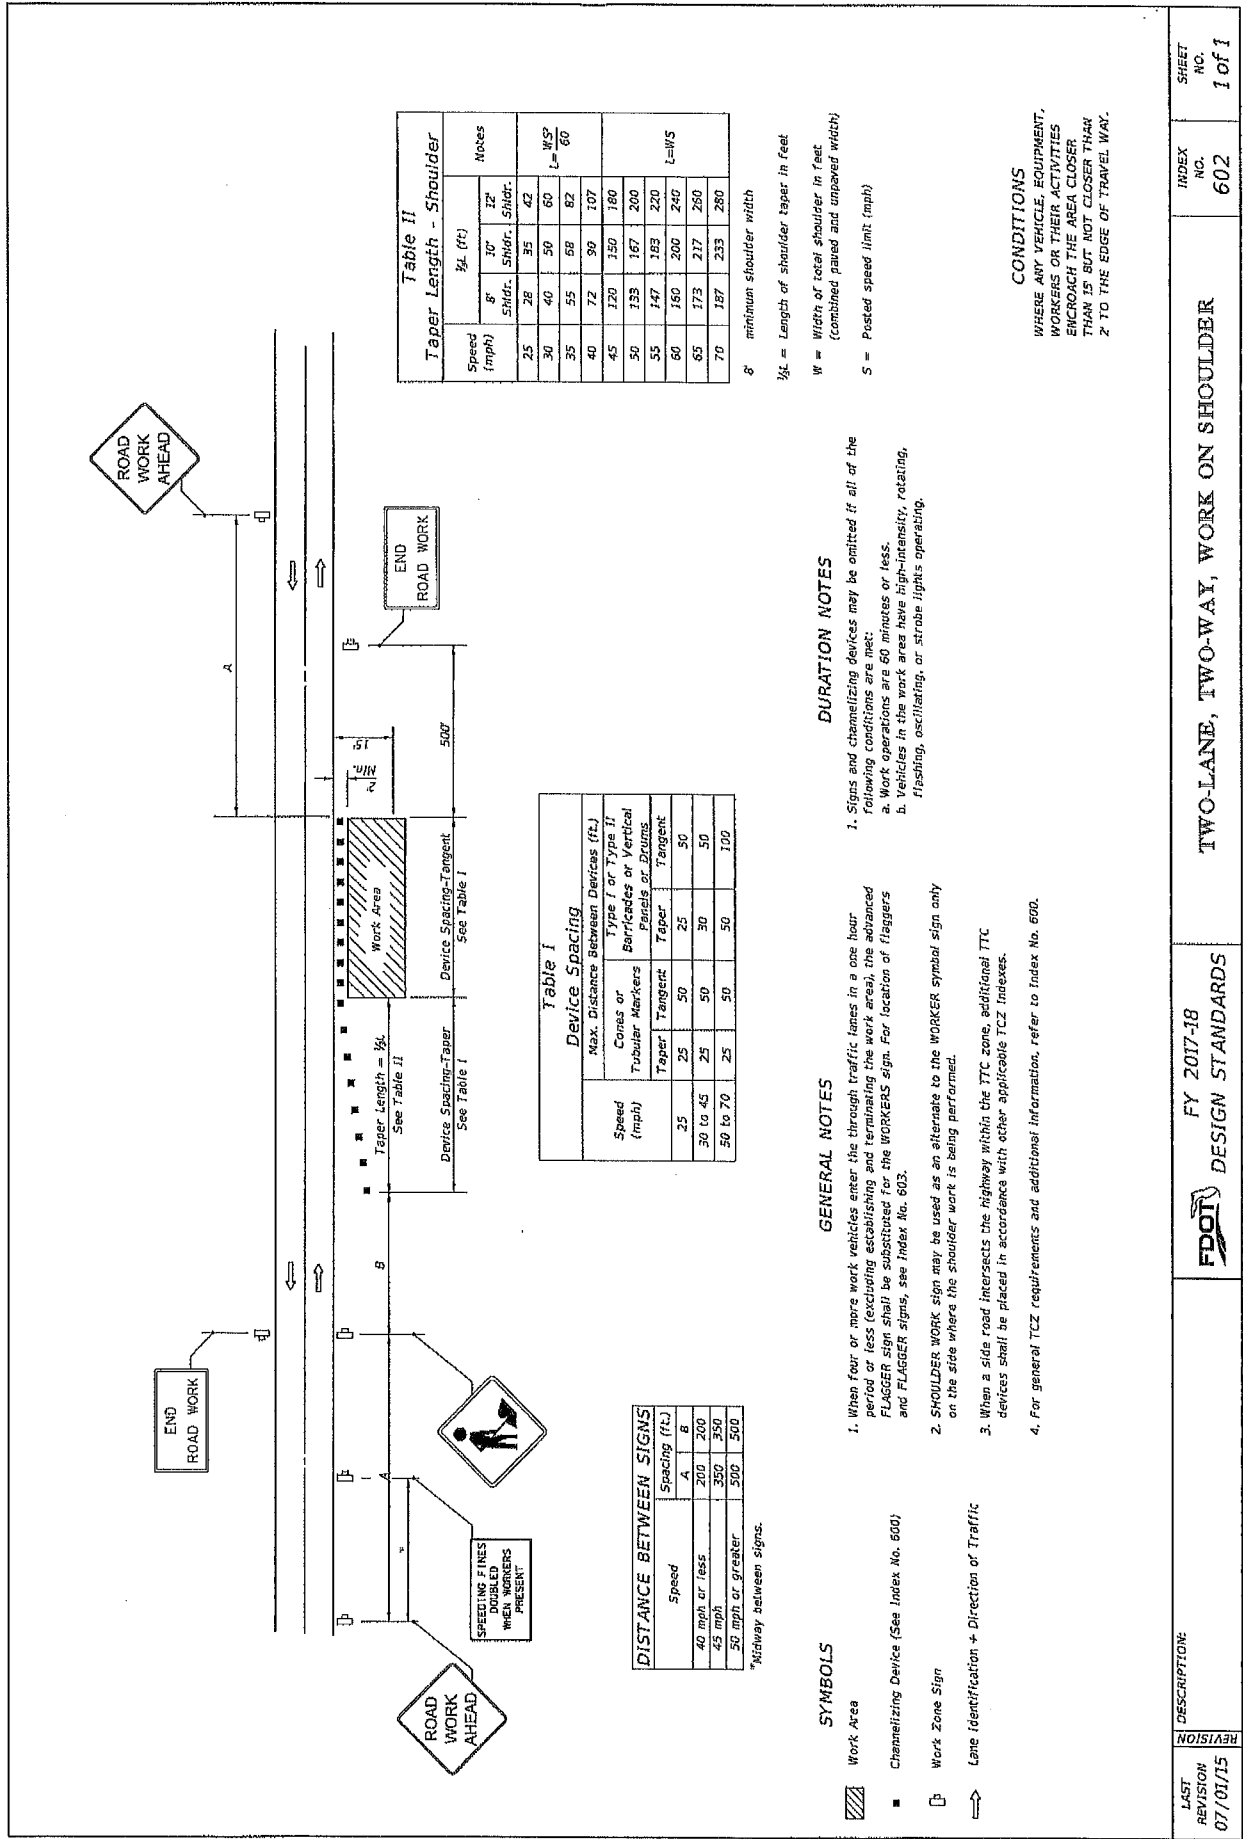 END
ROAD WORK
ROAD
WORK
AHEAD
ROAD
WORK
AHEAD
SPEEDING FINES
DOUBLED
WHEN WORKERS
PRESENT
END
ROAD WORK
A
*
B
A
Taper Length = ⅓L
See Table II
Device Spacing-Taper
See Table I
Work Area
Device Spacing-Tangent
See Table I
2' Min.
15'
500'
DISTANCE BETWEEN SIGNS
Speed Spacing (ft.)
A B
40 mph or less 200 200
45 mph 350 350
50 mph or greater 500 500
*Midway between signs.
Table I
Device Spacing
Speed (mph) Max. Distance Between Devices (ft.)
Cones or Tubular Markers Type I or Type II Barricades or Vertical Panels or Drums
Taper Tangent Taper Tangent
25 25 50 25 50
30 to 45 25 50 30 50
50 to 70 25 50 50 100
Table II
Taper Length - Shoulder
Speed (mph) ⅓L (ft) Notes
8' Shldr. 10' Shldr. 12' Shldr.
25 28 35 42 L= WS²/60
30 40 50 60
35 55 68 82
40 72 90 107
45 120 150 180 L=WS
50 133 167 200
55 147 183 220
60 160 200 240
65 173 217 260
70 187 233 280
8' minimum shoulder width
⅓L = Length of shoulder taper in feet
W = Width of total shoulder in feet
(combined paved and unpaved width)
S = Posted speed limit (mph)
SYMBOLS
Work Area
Channelizing Device (See Index No. 600)
Work Zone Sign
Lane Identification + Direction of Traffic
GENERAL NOTES
1. When four or more work vehicles enter the through traffic lanes in a one hour
period or less (excluding establishing and terminating the work area), the advanced
FLAGGER sign shall be substituted for the WORKERS sign. For location of flaggers
and FLAGGER signs, see Index No. 603.
2. SHOULDER WORK sign may be used as an alternate to the WORKER symbol sign only
on the side where the shoulder work is being performed.
3. When a side road intersects the highway within the TTC zone, additional TTC
devices shall be placed in accordance with other applicable TCZ Indexes.
4. For general TCZ requirements and additional information, refer to Index No. 600.
DURATION NOTES
1. Signs and channelizing devices may be omitted if all of the
following conditions are met:
a. Work operations are 60 minutes or less.
b. Vehicles in the work area have high-intensity, rotating,
flashing, oscillating, or strobe lights operating.
CONDITIONS
WHERE ANY VEHICLE, EQUIPMENT,
WORKERS OR THEIR ACTIVITIES
ENCROACH THE AREA CLOSER
THAN 15' BUT NOT CLOSER THAN
2' TO THE EDGE OF TRAVEL WAY.
LAST
REVISION
07/01/15
REVISION
DESCRIPTION:
FDOT
FY 2017-18
DESIGN STANDARDS
TWO-LANE, TWO-WAY, WORK ON SHOULDER
INDEX
NO.
602
SHEET
NO.
1 of 1